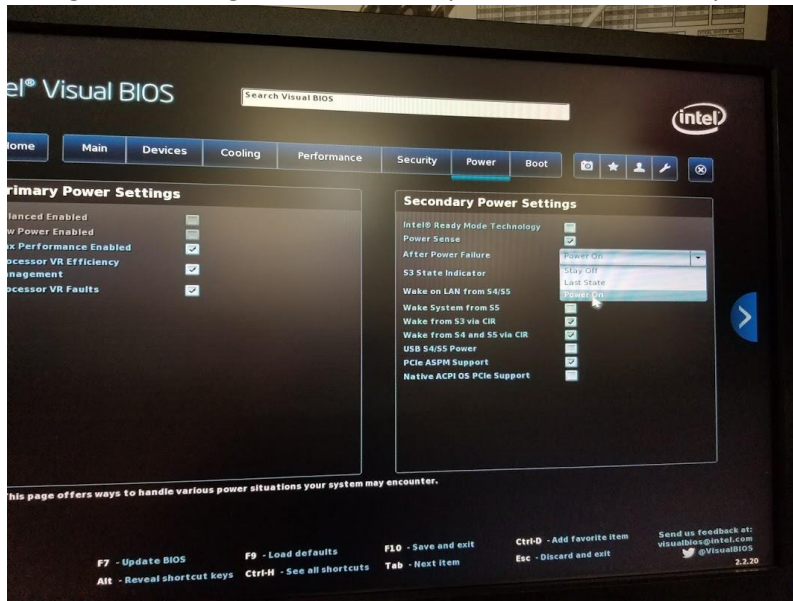 el® Visual BIOS
Search Visual BIOS
intel
ome
Main
Devices
Cooling
Performance
Security
Power
Boot
rimary Power Settings
lanced Enabled
w Power Enabled
ax Performance Enabled
ocessor VR Efficiency
nagement
ocessor VR Faults
Secondary Power Settings
Intel® Ready Mode Technology
Power Sense
After Power Failure
Power On
Stay Off
Last State
Power On
S3 State Indicator
Wake on LAN from S4/S5
Wake System from S5
Wake from S3 via CIR
Wake from S4 and S5 via CIR
USB S4/S5 Power
PCIe ASPM Support
Native ACPI OS PCIe Support
This page offers ways to handle various power situations your system may encounter.
F7 - Update BIOS
F9 - Load defaults
F10 - Save and exit
Ctrl-D - Add favorite item
Alt - Reveal shortcut keys
Ctrl-H - See all shortcuts
Tab - Next item
Esc - Discard and exit
Send us feedback at:
visualbios@intel.com
@VisualBIOS
2.2.20